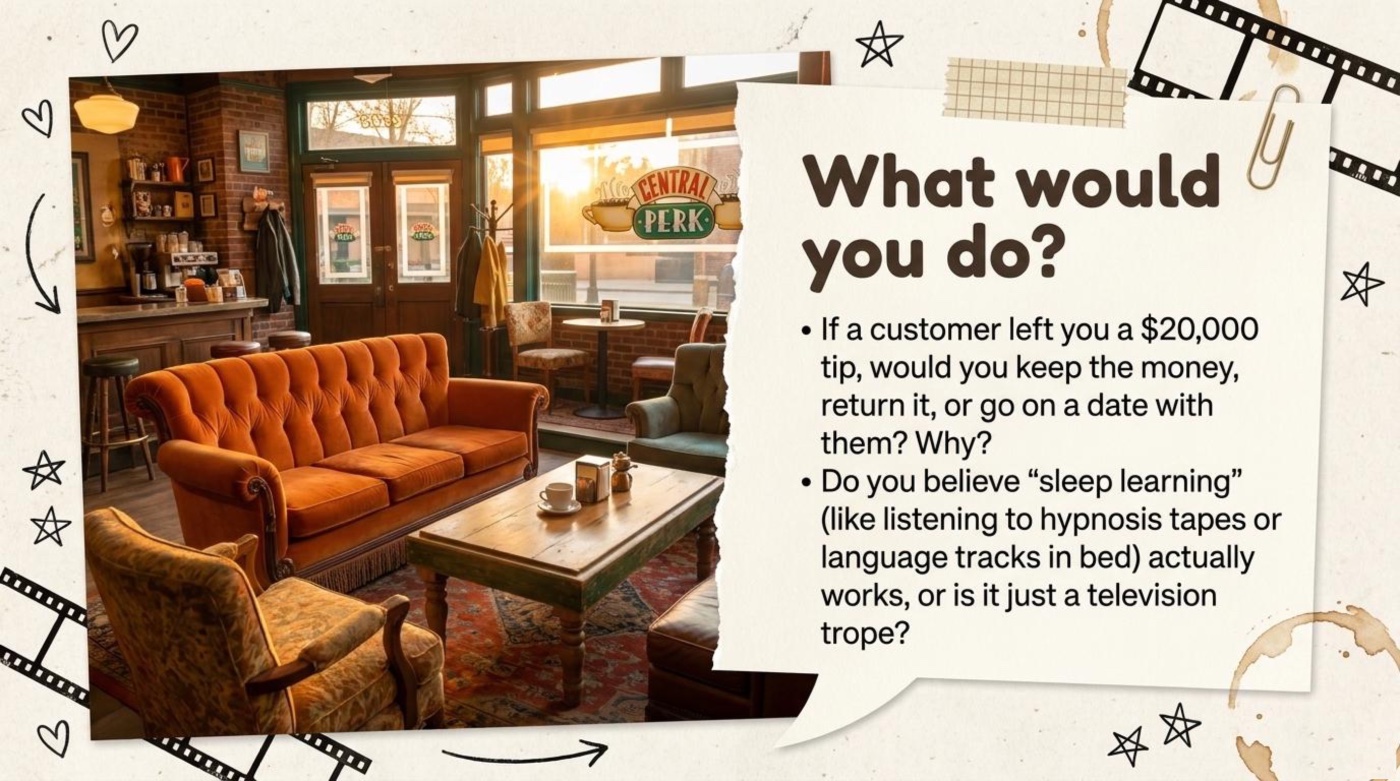 CENTRAL
PERK
What would
you do?
• If a customer left you a $20,000
tip, would you keep the money,
return it, or go on a date with
them? Why?
• Do you believe “sleep learning”
(like listening to hypnosis tapes or
language tracks in bed) actually
works, or is it just a television
trope?